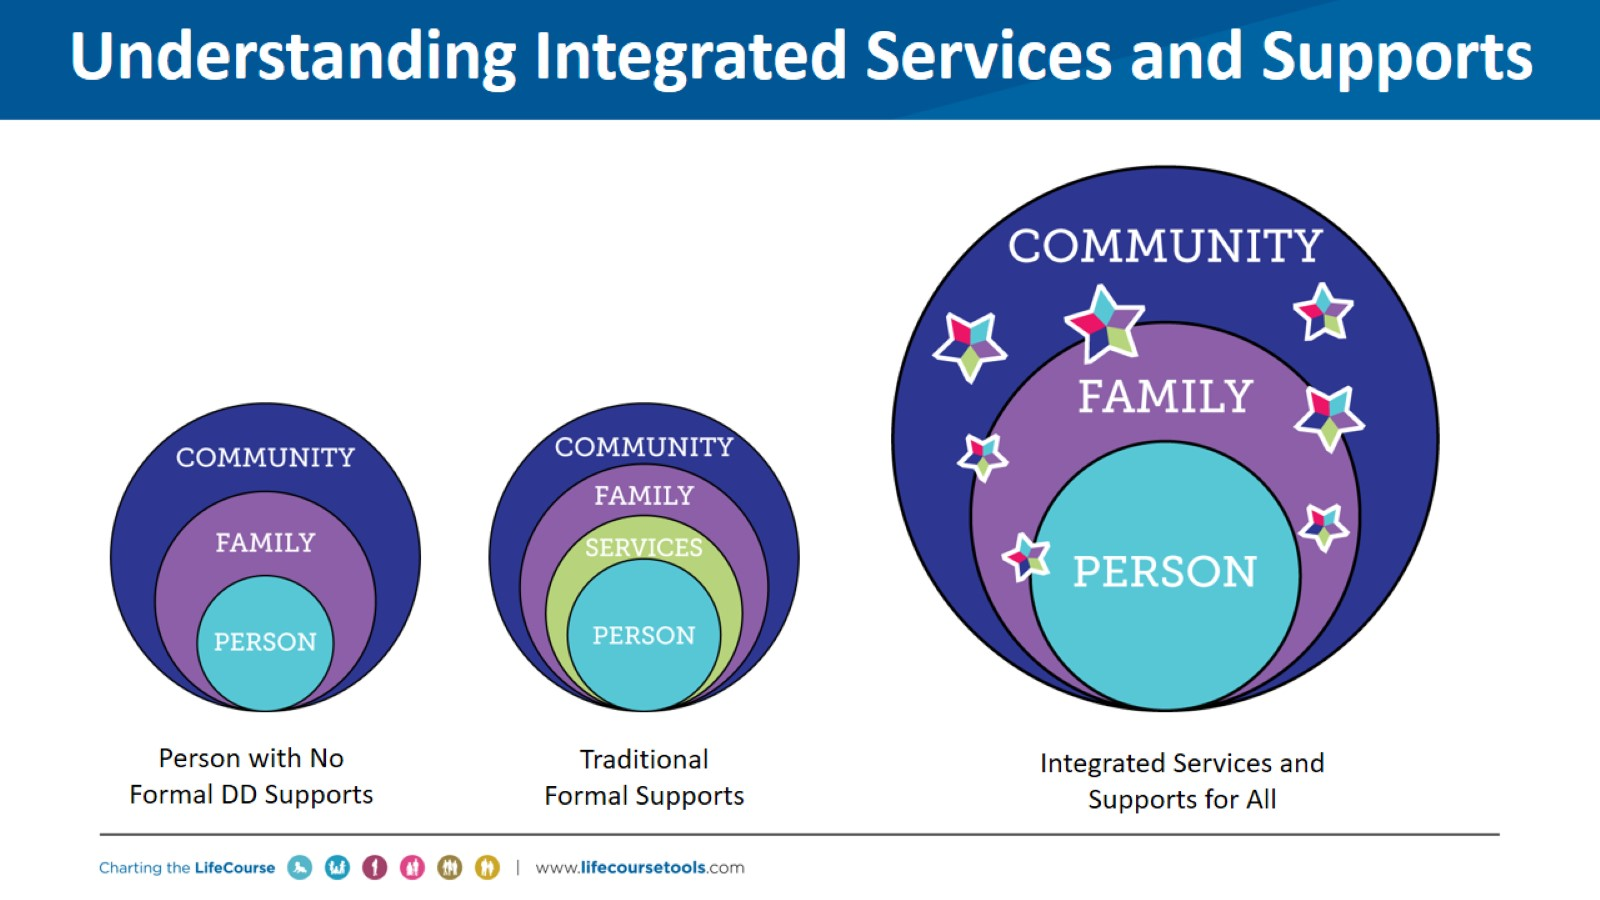 Understanding Integrated Services and Supports
COMMUNITY
FAMILY
PERSON
Person with No
Formal DD Supports
COMMUNITY
FAMILY
SERVICES
PERSON
Traditional
Formal Supports
COMMUNITY
FAMILY
PERSON
Integrated Services and
Supports for All
Charting the LifeCourse | www.lifecoursetools.com